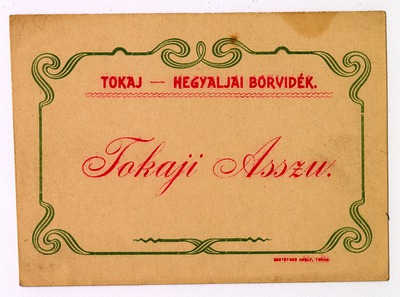 TOKAJ — HEGYALJAI BORVIDÉK.
Tokaji Asszu.